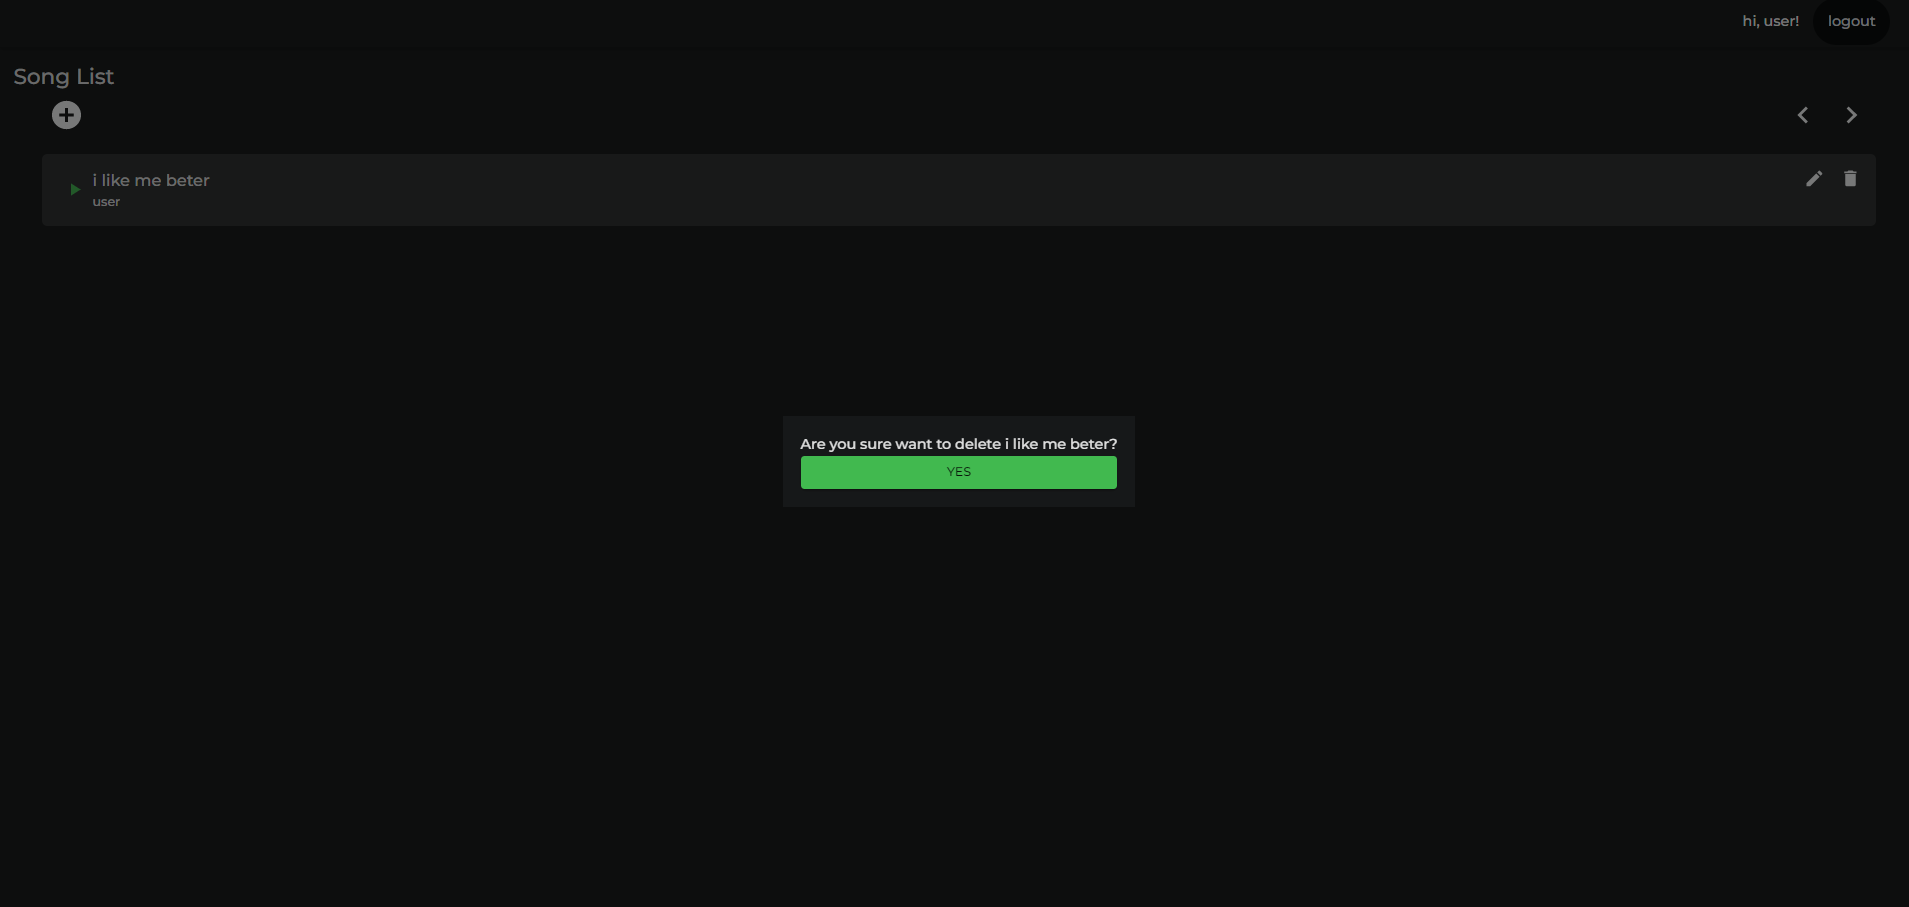 hi, user!
logout
Song List
i like me beter
user
Are you sure want to delete i like me beter?
YES